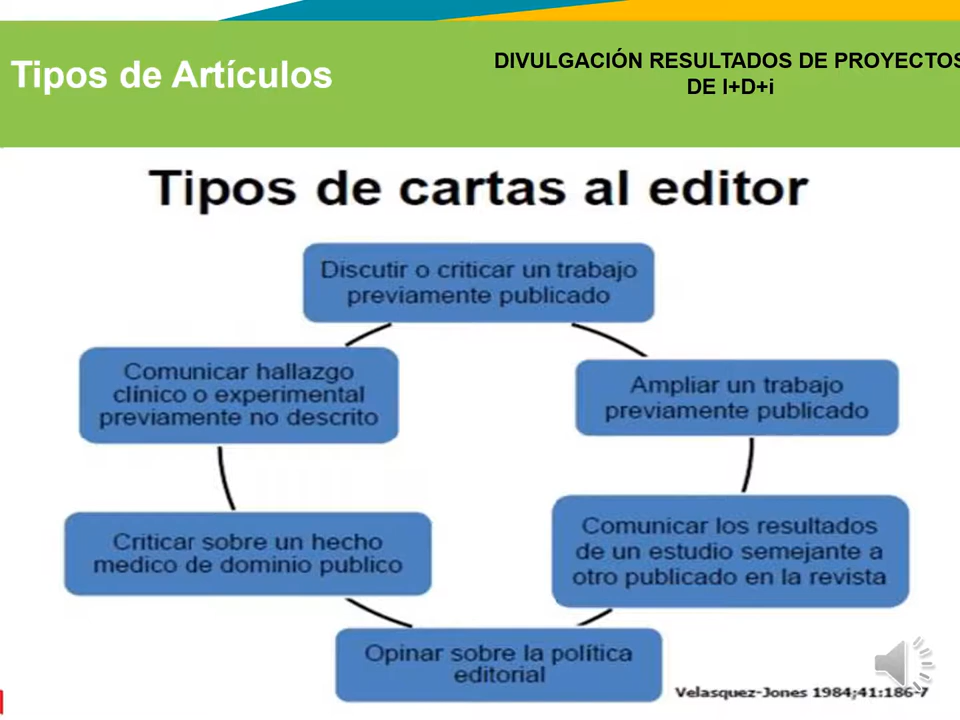 Tipos de Artículos
DIVULGACIÓN RESULTADOS DE PROYECTOS
DE I+D+i
Tipos de cartas al editor
Discutir o criticar un trabajo
previamente publicado
Comunicar hallazgo
clínico o experimental
previamente no descrito
Ampliar un trabajo
previamente publicado
Criticar sobre un hecho
medico de dominio publico
Comunicar los resultados
de un estudio semejante a
otro publicado en la revista
Opinar sobre la política
editorial
Velasquez-Jones 1984;41:186-7